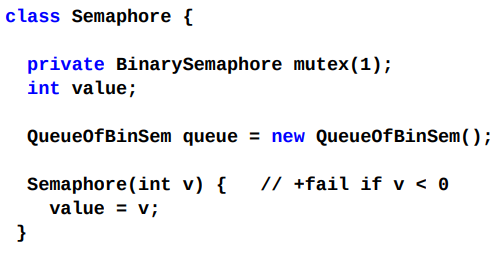 class Semaphore {
private BinarySemaphore mutex(1);
int value;
QueueOfBinSem queue = new QueueOfBinSem();
Semaphore(int v) { // +fail if v < 0
value = v;
}